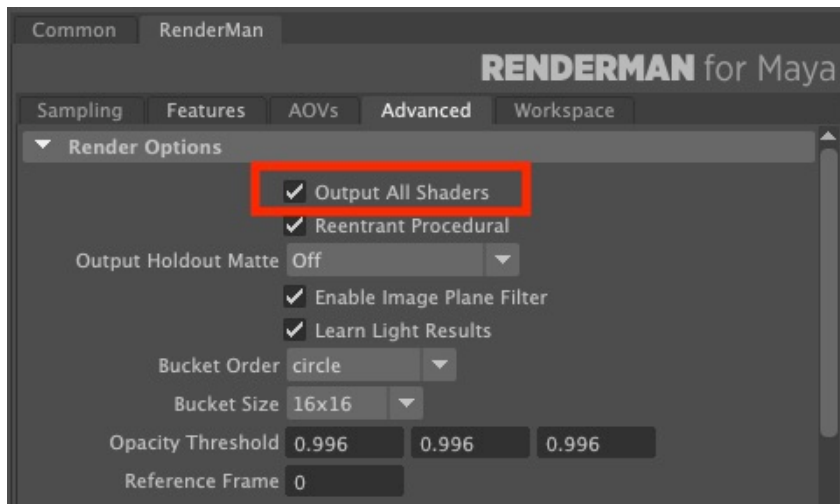 Common RenderMan
RENDERMAN for Maya
Sampling Features AOVs Advanced Workspace
Render Options
Output All Shaders
Reentrant Procedural
Output Holdout Matte Off
Enable Image Plane Filter
Learn Light Results
Bucket Order circle
Bucket Size 16x16
Opacity Threshold 0.996 0.996 0.996
Reference Frame 0